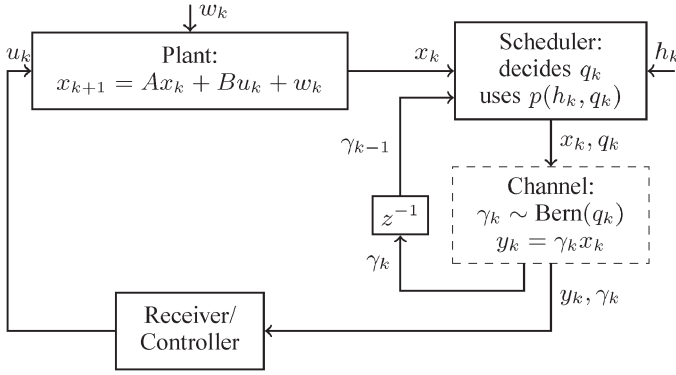 w_k
u_k
Plant:
x_{k+1} = Ax_k + Bu_k + w_k
x_k
Scheduler:
decides q_k
uses p(h_k, q_k)
h_k
γ_{k−1}
x_k, q_k
z^{−1}
Channel:
γ_k ∼ Bern(q_k)
y_k = γ_k x_k
γ_k
y_k, γ_k
Receiver/
Controller